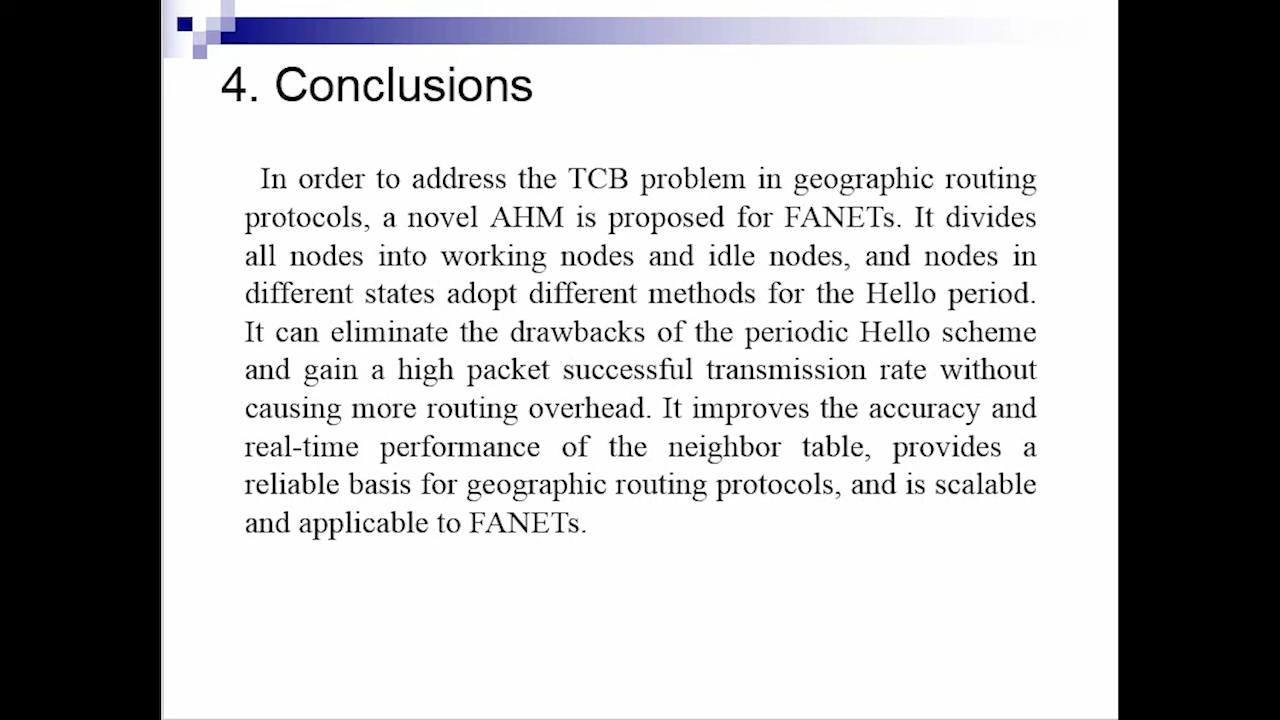 4. Conclusions
In order to address the TCB problem in geographic routing
protocols, a novel AHM is proposed for FANETs. It divides
all nodes into working nodes and idle nodes, and nodes in
different states adopt different methods for the Hello period.
It can eliminate the drawbacks of the periodic Hello scheme
and gain a high packet successful transmission rate without
causing more routing overhead. It improves the accuracy and
real-time performance of the neighbor table, provides a
reliable basis for geographic routing protocols, and is scalable
and applicable to FANETs.